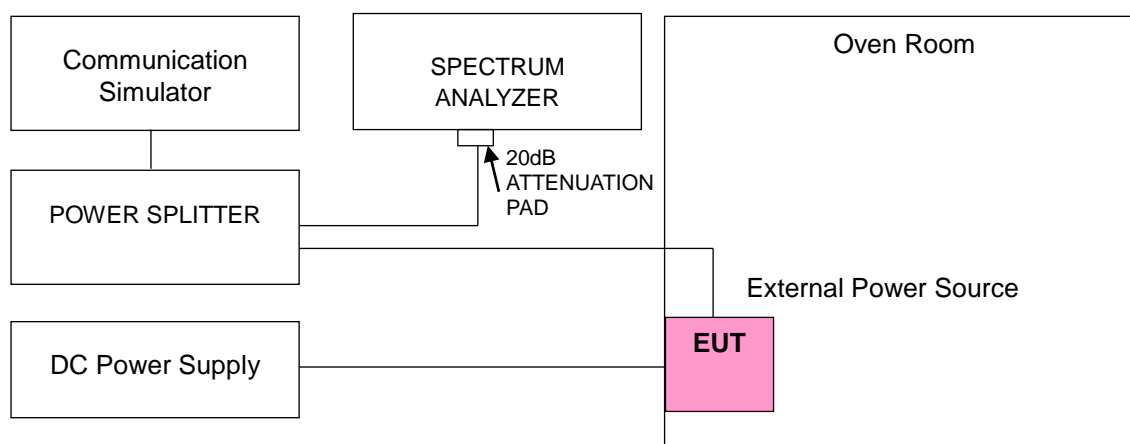 Communication
Simulator
SPECTRUM
ANALYZER
Oven Room
20dB
ATTENUATION
PAD
POWER SPLITTER
External Power Source
EUT
DC Power Supply